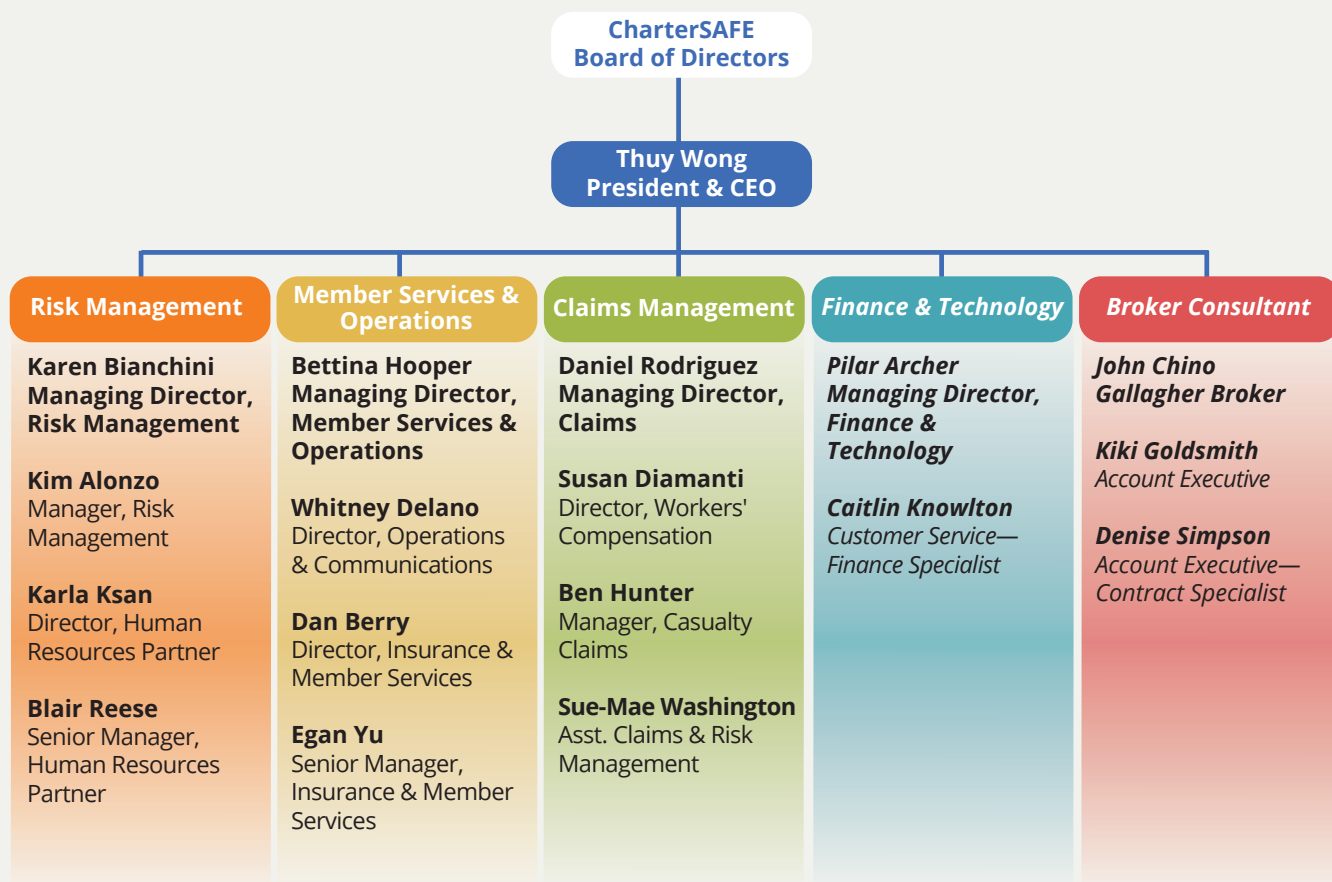 CharterSAFE
Board of Directors
Thuy Wong
President & CEO
Risk Management
Karen Bianchini
Managing Director,
Risk Management
Kim Alonzo
Manager, Risk
Management
Karla Ksan
Director, Human
Resources Partner
Blair Reese
Senior Manager,
Human Resources
Partner
Member Services &
Operations
Bettina Hooper
Managing Director,
Member Services &
Operations
Whitney Delano
Director, Operations
& Communications
Dan Berry
Director, Insurance &
Member Services
Egan Yu
Senior Manager,
Insurance & Member
Services
Claims Management
Daniel Rodriguez
Managing Director,
Claims
Susan Diamanti
Director, Workers'
Compensation
Ben Hunter
Manager, Casualty
Claims
Sue-Mae Washington
Asst. Claims & Risk
Management
Finance & Technology
Pilar Archer
Managing Director,
Finance &
Technology
Caitlin Knowlton
Customer Service—
Finance Specialist
Broker Consultant
John Chino
Gallagher Broker
Kiki Goldsmith
Account Executive
Denise Simpson
Account Executive—
Contract Specialist